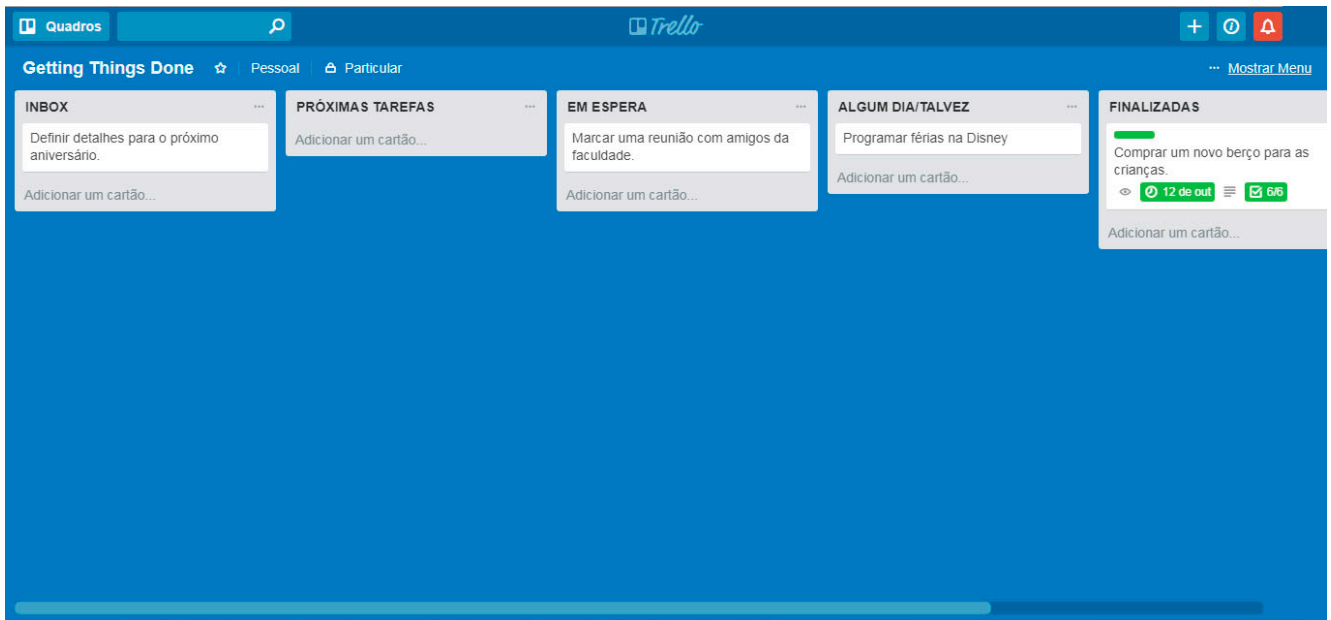 Quadros
Trello
Getting Things Done
Pessoal
Particular
... Mostrar Menu
INBOX
Definir detalhes para o próximo
aniversário.
Adicionar um cartão...
PRÓXIMAS TAREFAS
Adicionar um cartão...
EM ESPERA
Marcar uma reunião com amigos da
faculdade.
Adicionar um cartão...
ALGUM DIA/TALVEZ
Programar férias na Disney
Adicionar um cartão...
FINALIZADAS
Comprar um novo berço para as
crianças.
12 de out
6/6
Adicionar um cartão...